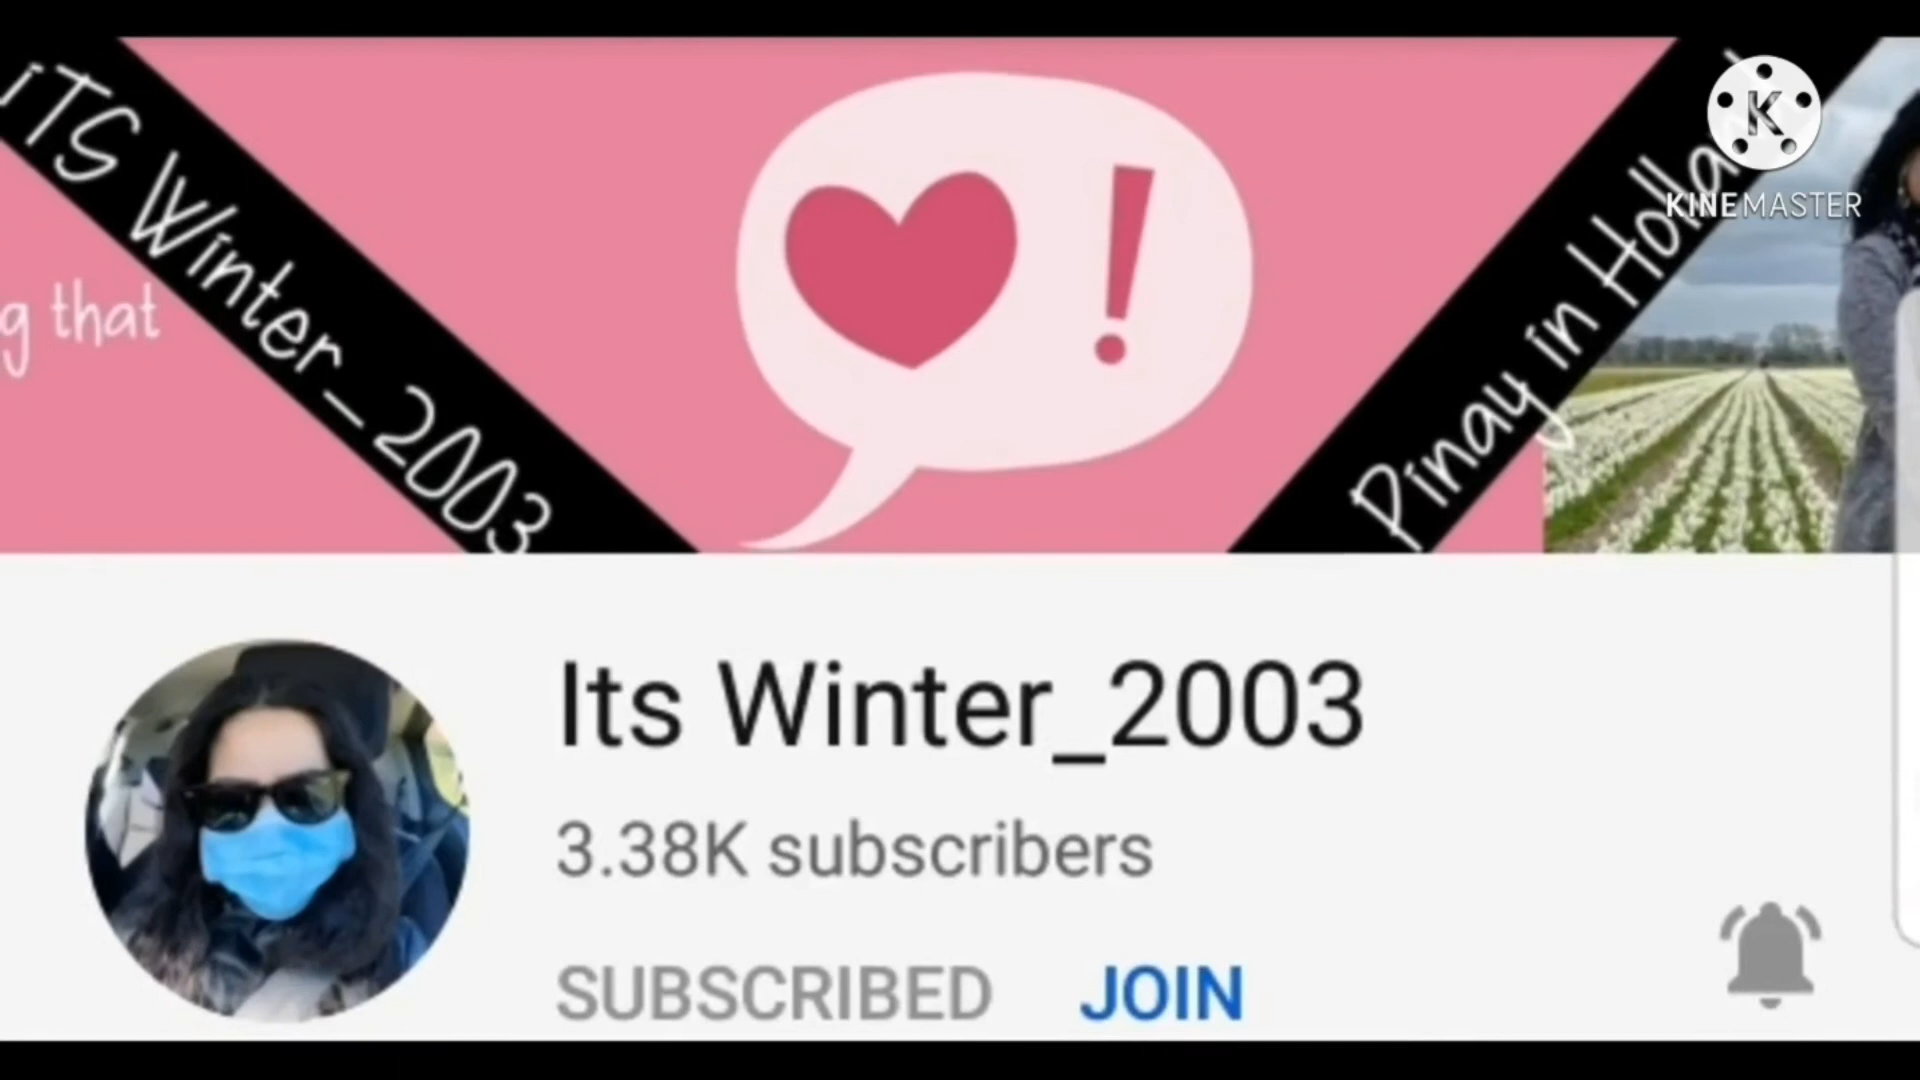 iTS Winter_2003
g that
Pinay in Holla
K
KINEMASTER
Its Winter_2003
3.38K subscribers
SUBSCRIBED JOIN